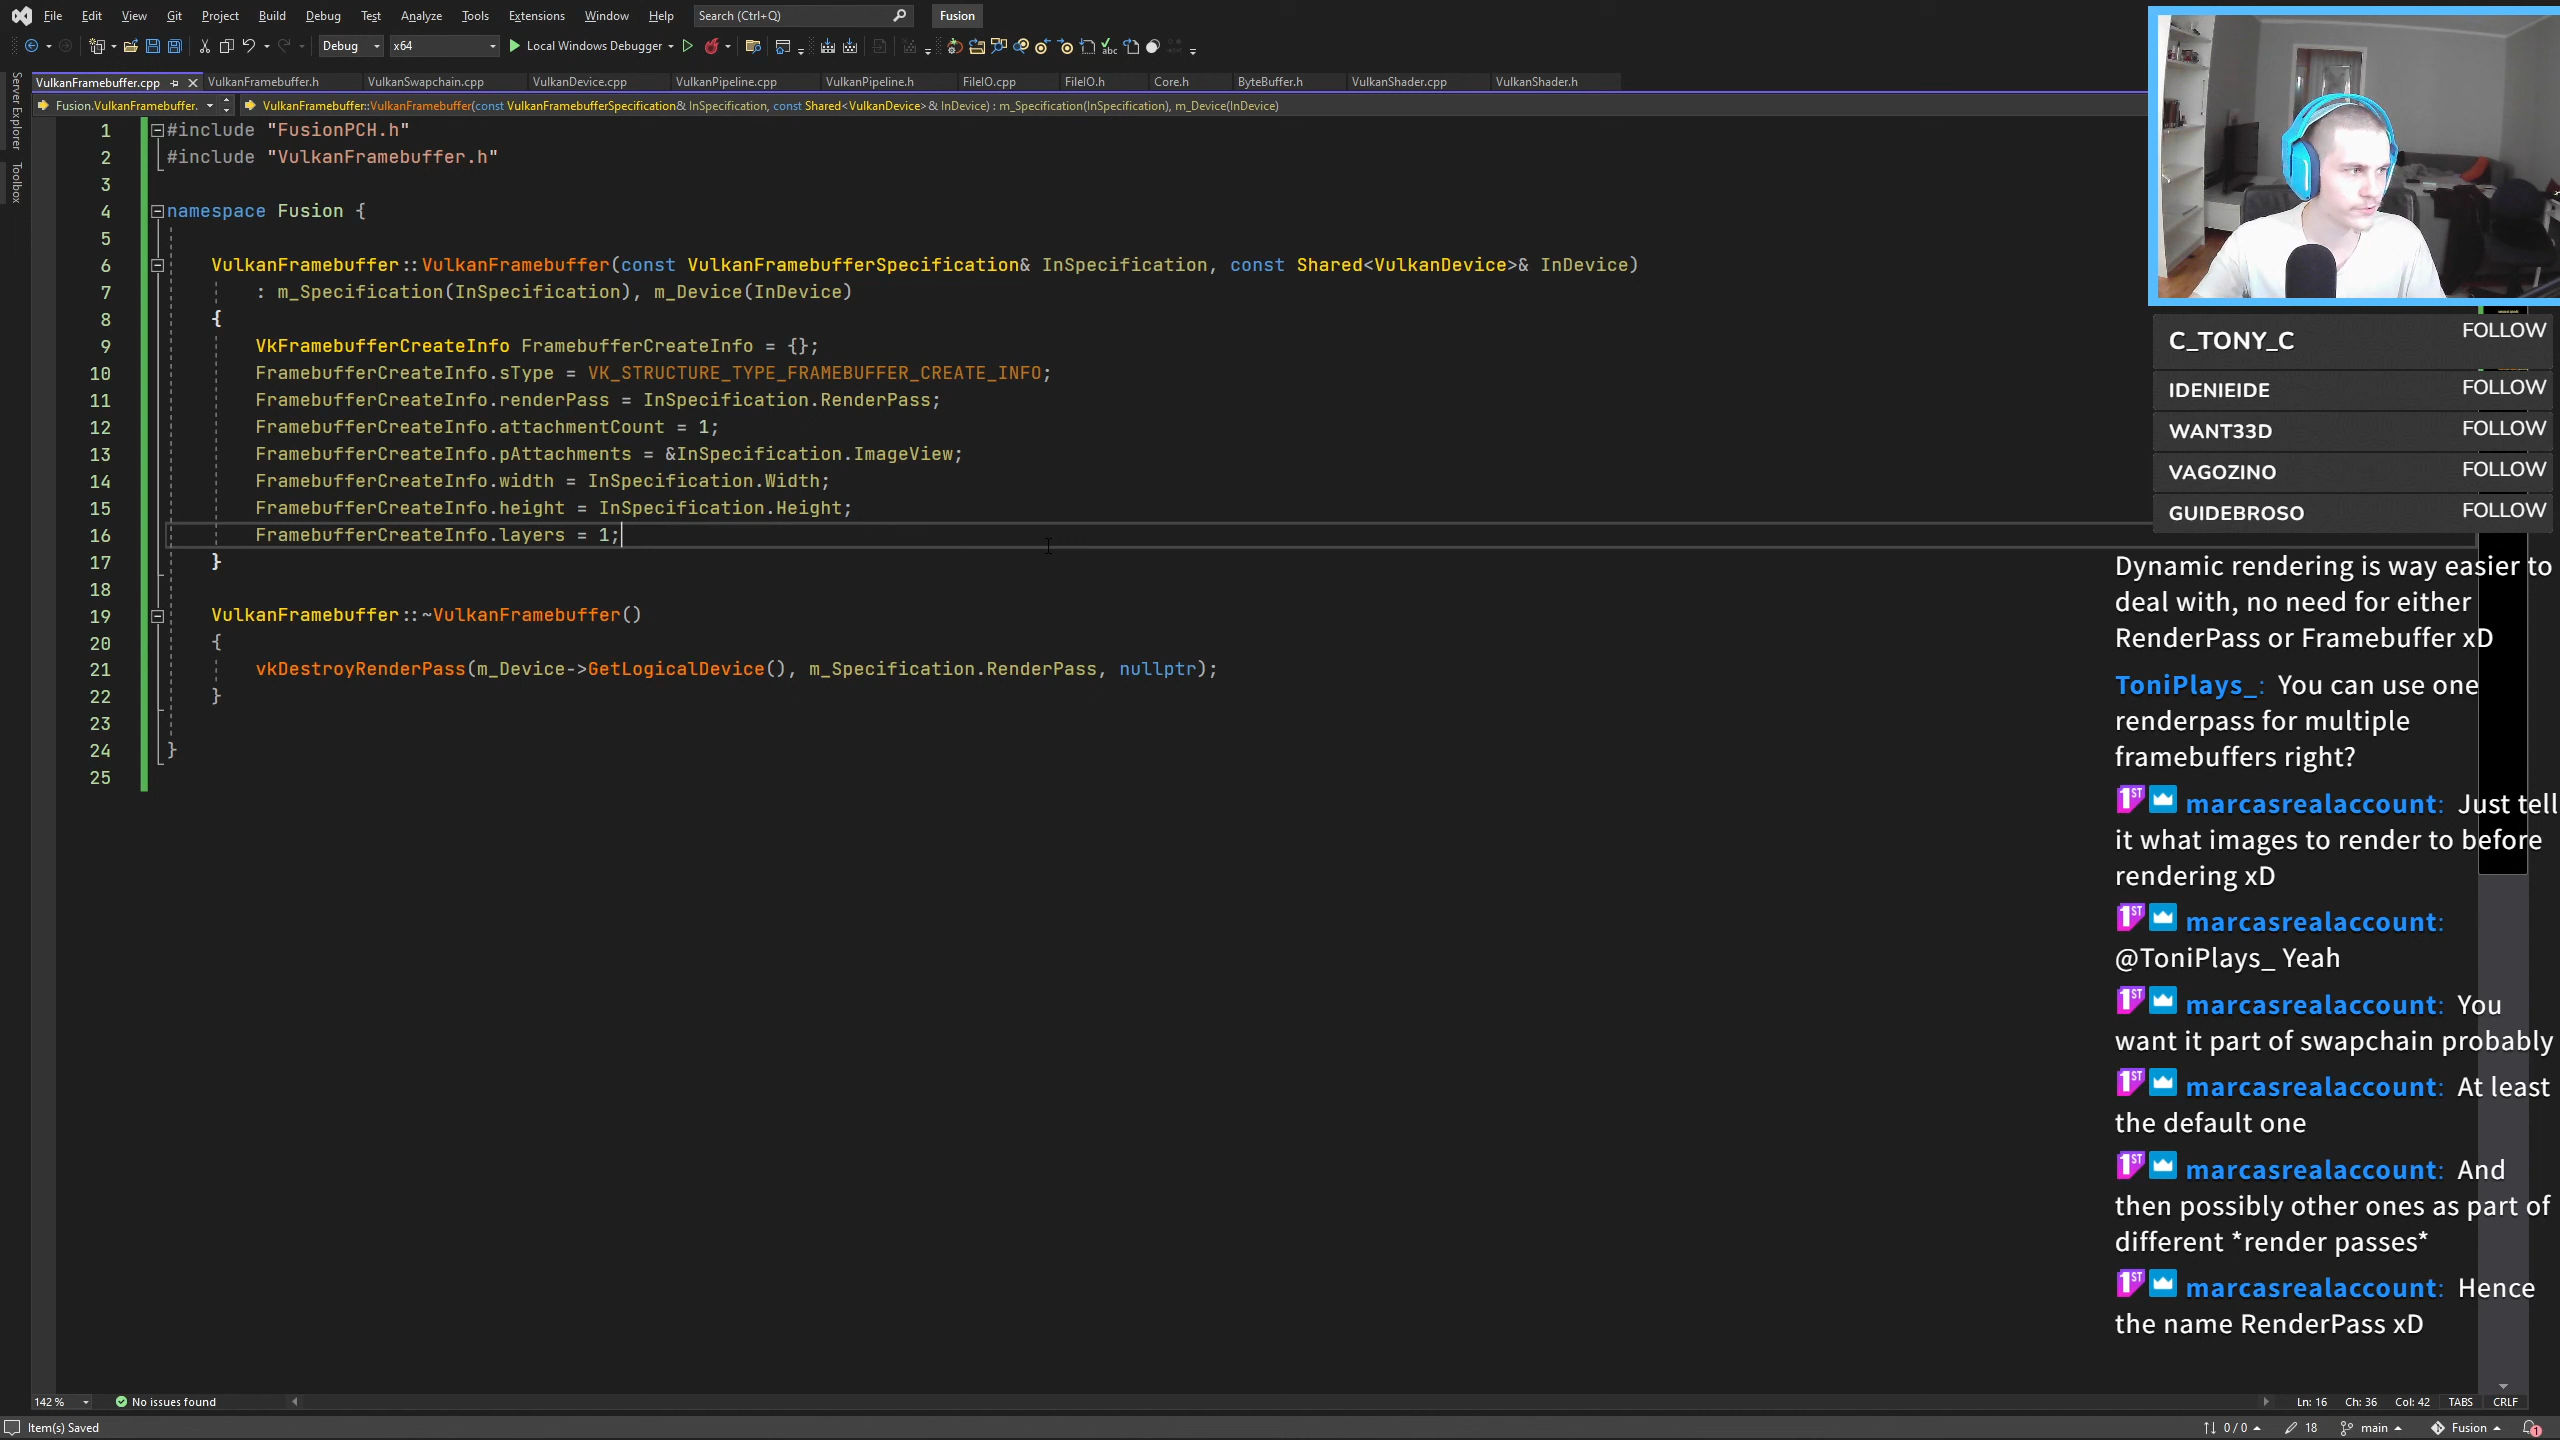 File Edit View Git Project Build Debug Test Analyze Tools Extensions Window Help Search (Ctrl+Q) Fusion
Debug x64 Local Windows Debugger
VulkanFramebuffer.cpp VulkanFramebuffer.h VulkanSwapchain.cpp VulkanDevice.cpp VulkanPipeline.cpp VulkanPipeline.h FileIO.cpp FileIO.h Core.h ByteBuffer.h VulkanShader.cpp VulkanShader.h
Fusion.VulkanFramebuffer. VulkanFramebuffer::VulkanFramebuffer(const VulkanFramebufferSpecification& InSpecification, const Shared<VulkanDevice>& InDevice) : m_Specification(InSpecification), m_Device(InDevice)
Server Explorer
Toolbox
1 #include "FusionPCH.h"
2 #include "VulkanFramebuffer.h"
3
4 namespace Fusion {
5
6 VulkanFramebuffer::VulkanFramebuffer(const VulkanFramebufferSpecification& InSpecification, const Shared<VulkanDevice>& InDevice)
7 : m_Specification(InSpecification), m_Device(InDevice)
8 {
9 VkFramebufferCreateInfo FramebufferCreateInfo = {};
10 FramebufferCreateInfo.sType = VK_STRUCTURE_TYPE_FRAMEBUFFER_CREATE_INFO;
11 FramebufferCreateInfo.renderPass = InSpecification.RenderPass;
12 FramebufferCreateInfo.attachmentCount = 1;
13 FramebufferCreateInfo.pAttachments = &InSpecification.ImageView;
14 FramebufferCreateInfo.width = InSpecification.Width;
15 FramebufferCreateInfo.height = InSpecification.Height;
16 FramebufferCreateInfo.layers = 1;
17 }
18
19 VulkanFramebuffer::~VulkanFramebuffer()
20 {
21 vkDestroyRenderPass(m_Device->GetLogicalDevice(), m_Specification.RenderPass, nullptr);
22 }
23
24 }
25
C_TONY_C FOLLOW
IDENIEIDE FOLLOW
WANT33D FOLLOW
VAGOZINO FOLLOW
GUIDEBROSO FOLLOW
Dynamic rendering is way easier to
deal with, no need for either
RenderPass or Framebuffer xD
ToniPlays_: You can use one
renderpass for multiple
framebuffers right?
1ST marcasrealaccount: Just tell
it what images to render to before
rendering xD
1ST marcasrealaccount:
@ToniPlays_ Yeah
1ST marcasrealaccount: You
want it part of swapchain probably
1ST marcasrealaccount: At least
the default one
1ST marcasrealaccount: And
then possibly other ones as part of
different *render passes*
1ST marcasrealaccount: Hence
the name RenderPass xD
142 % No issues found Ln: 16 Ch: 36 Col: 42 TABS CRLF
Item(s) Saved 0 / 0 18 main Fusion 1